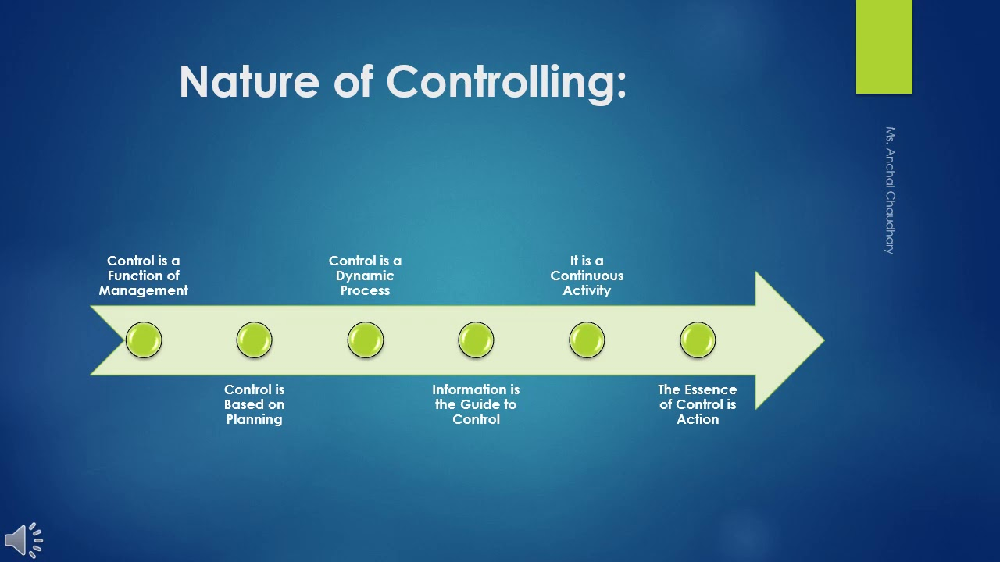 Nature of Controlling:
Ms. Anchal Chaudhary
Control is a
Function of
Management
Control is
Based on
Planning
Control is a
Dynamic
Process
Information is
the Guide to
Control
It is a
Continuous
Activity
The Essence
of Control is
Action